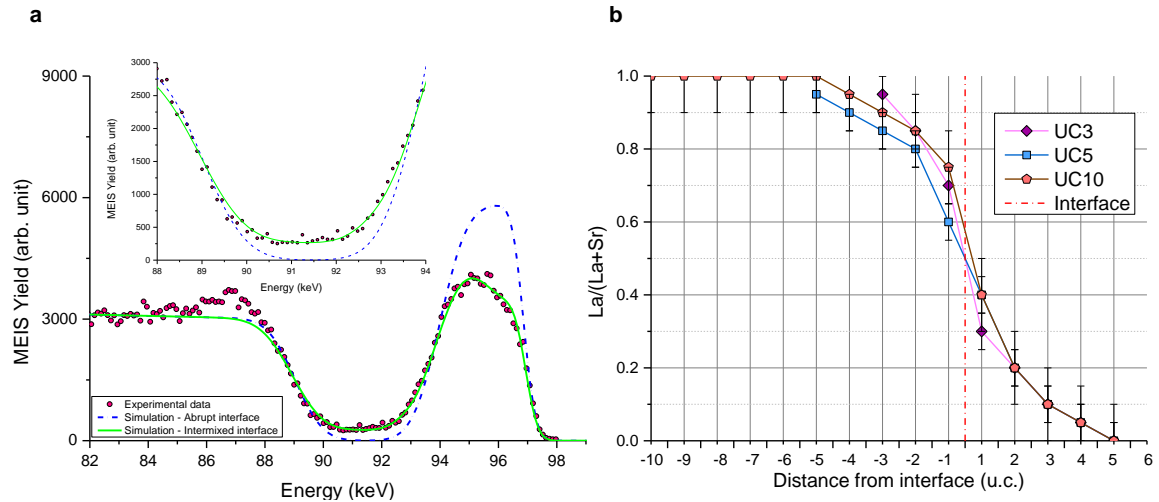 a
b
9000
6000
3000
0
MEIS Yield (arb. unit)
82 84 86 88 90 92 94 96 98
Energy (keV)
3000
2500
2000
1500
1000
500
0
MEIS Yield (arb. unit)
88 89 90 91 92 93 94
Energy (keV)
Experimental data
Simulation - Abrupt interface
Simulation - Intermixed interface
1.0
0.8
0.6
0.4
0.2
0.0
La/(La+Sr)
UC3
UC5
UC10
Interface
-10 -9 -8 -7 -6 -5 -4 -3 -2 -1 1 2 3 4 5 6
Distance from interface (u.c.)